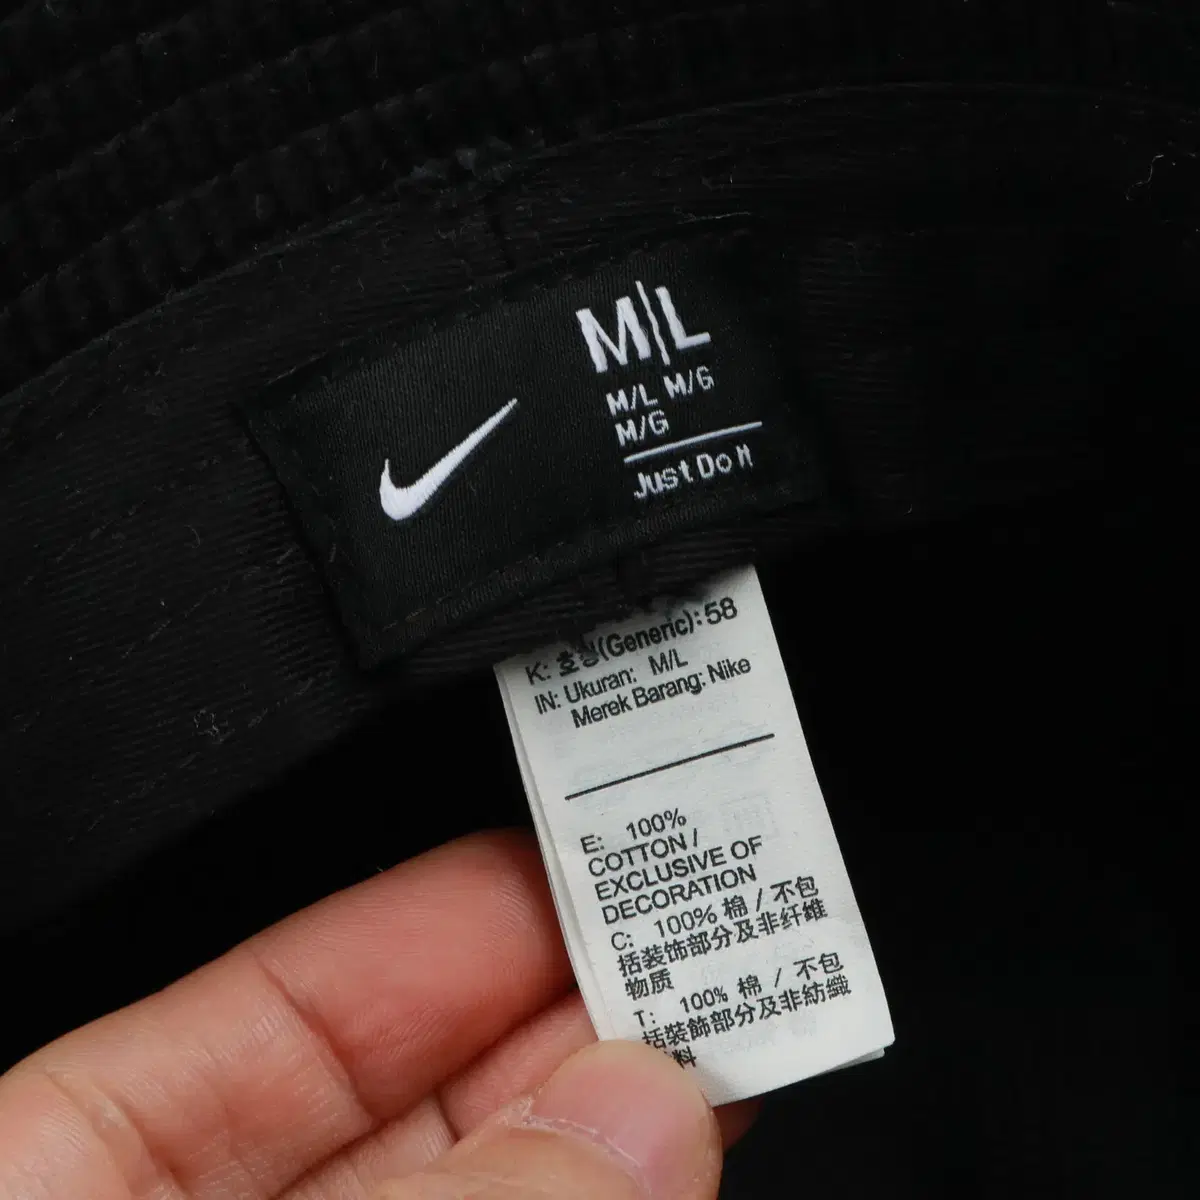 M|L
M/L M/G
M/G
Just Do It
K: 호칭(Generic): 58
IN: Ukuran: M/L
Merek Barang: Nike
E: 100%
COTTON /
EXCLUSIVE OF
DECORATION
C: 100% 棉 / 不包
括装饰部分及非纤维
物质
T: 100% 棉 / 不包
括裝飾部分及非紡織
料